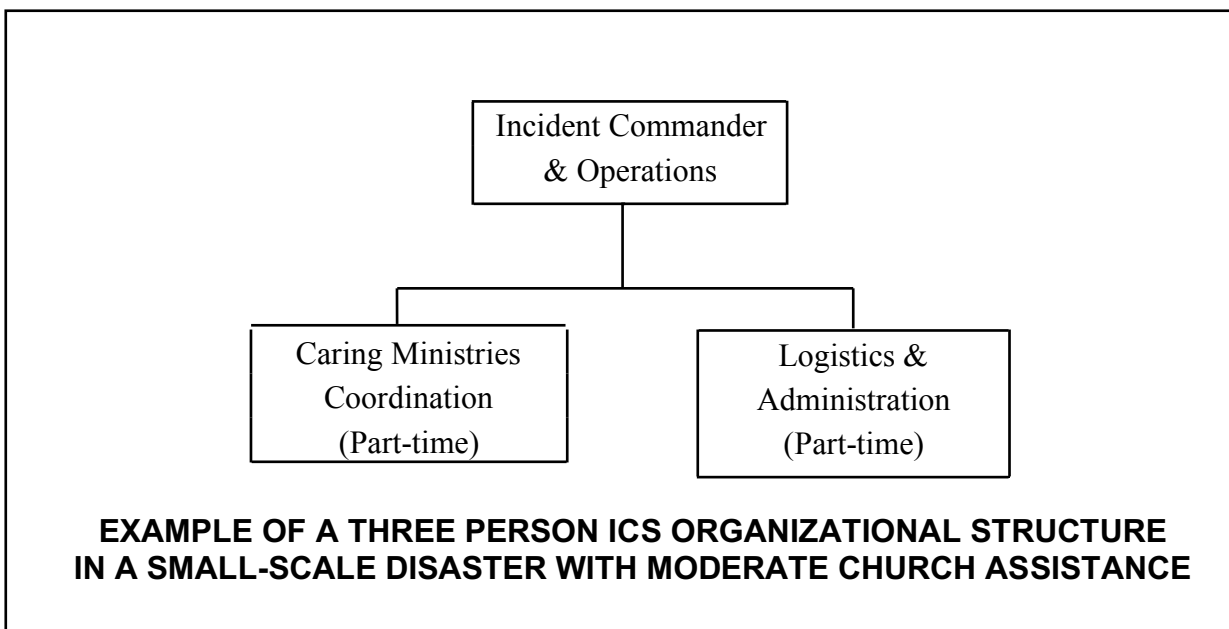 Incident Commander
& Operations
Caring Ministries
Coordination
(Part-time)
Logistics &
Administration
(Part-time)
EXAMPLE OF A THREE PERSON ICS ORGANIZATIONAL STRUCTURE
IN A SMALL-SCALE DISASTER WITH MODERATE CHURCH ASSISTANCE